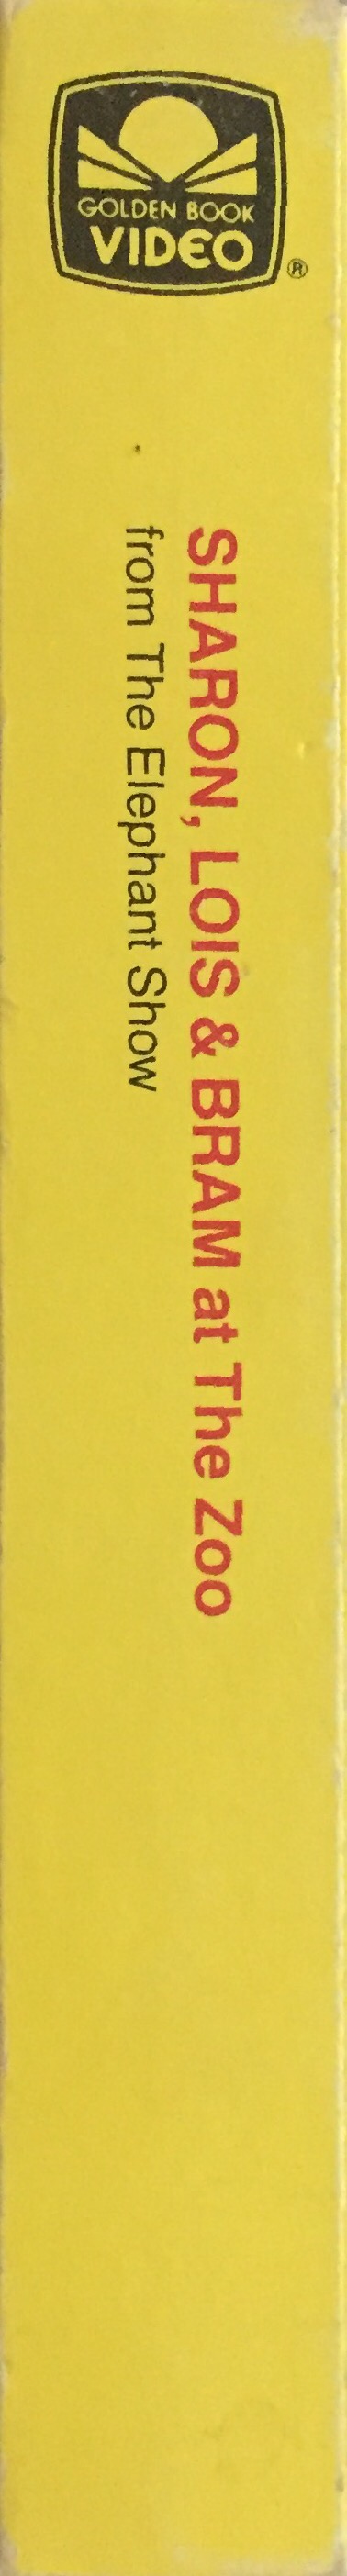 GOLDEN BOOK
VIDEO
®
SHARON, LOIS & BRAM at The Zoo
from The Elephant Show